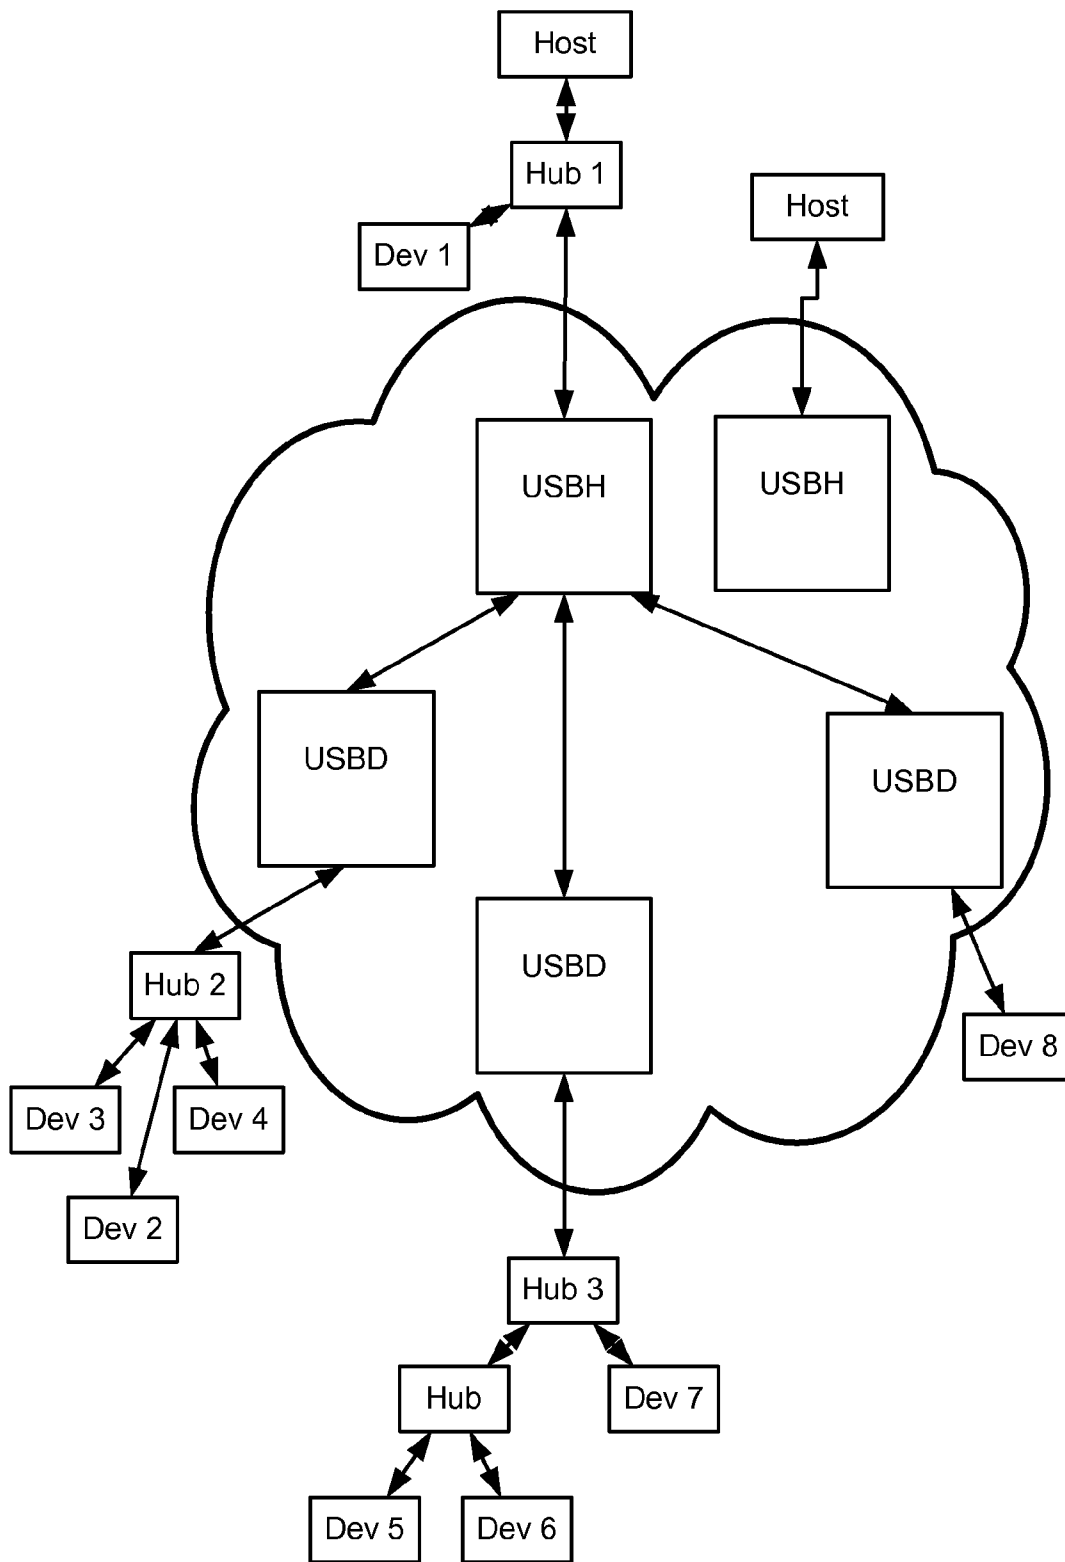 Host
Hub 1
Host
Dev 1
USBH
USBH
USBD
USBD
USBD
Hub 2
Dev 8
Dev 3
Dev 4
Dev 2
Hub 3
Hub
Dev 7
Dev 5
Dev 6